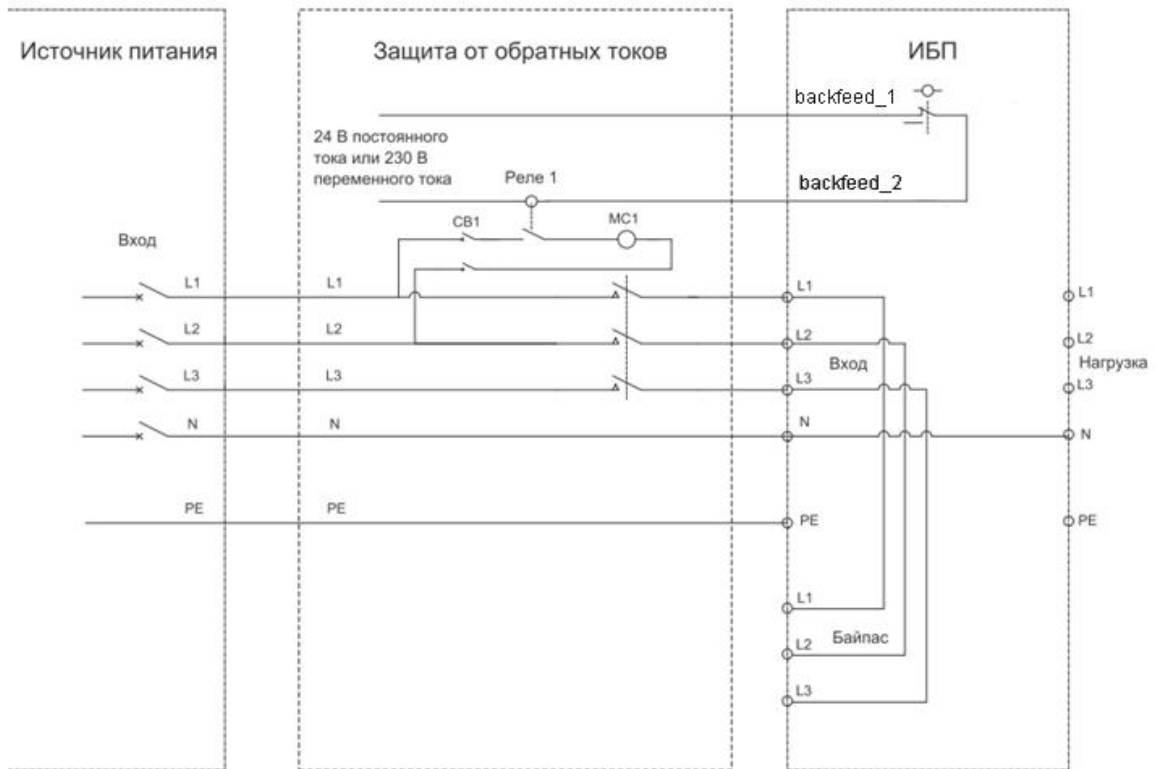 Источник питания
Защита от обратных токов
ИБП
backfeed_1
24 В постоянного
тока или 230 В
переменного тока
Реле 1
backfeed_2
СВ1
МС1
Вход
L1
L1
L1
L1
L2
L2
L2
L2
Вход
Нагрузка
L3
L3
L3
L3
N
N
N
N
PE
PE
PE
PE
L1
L2
Байпас
L3